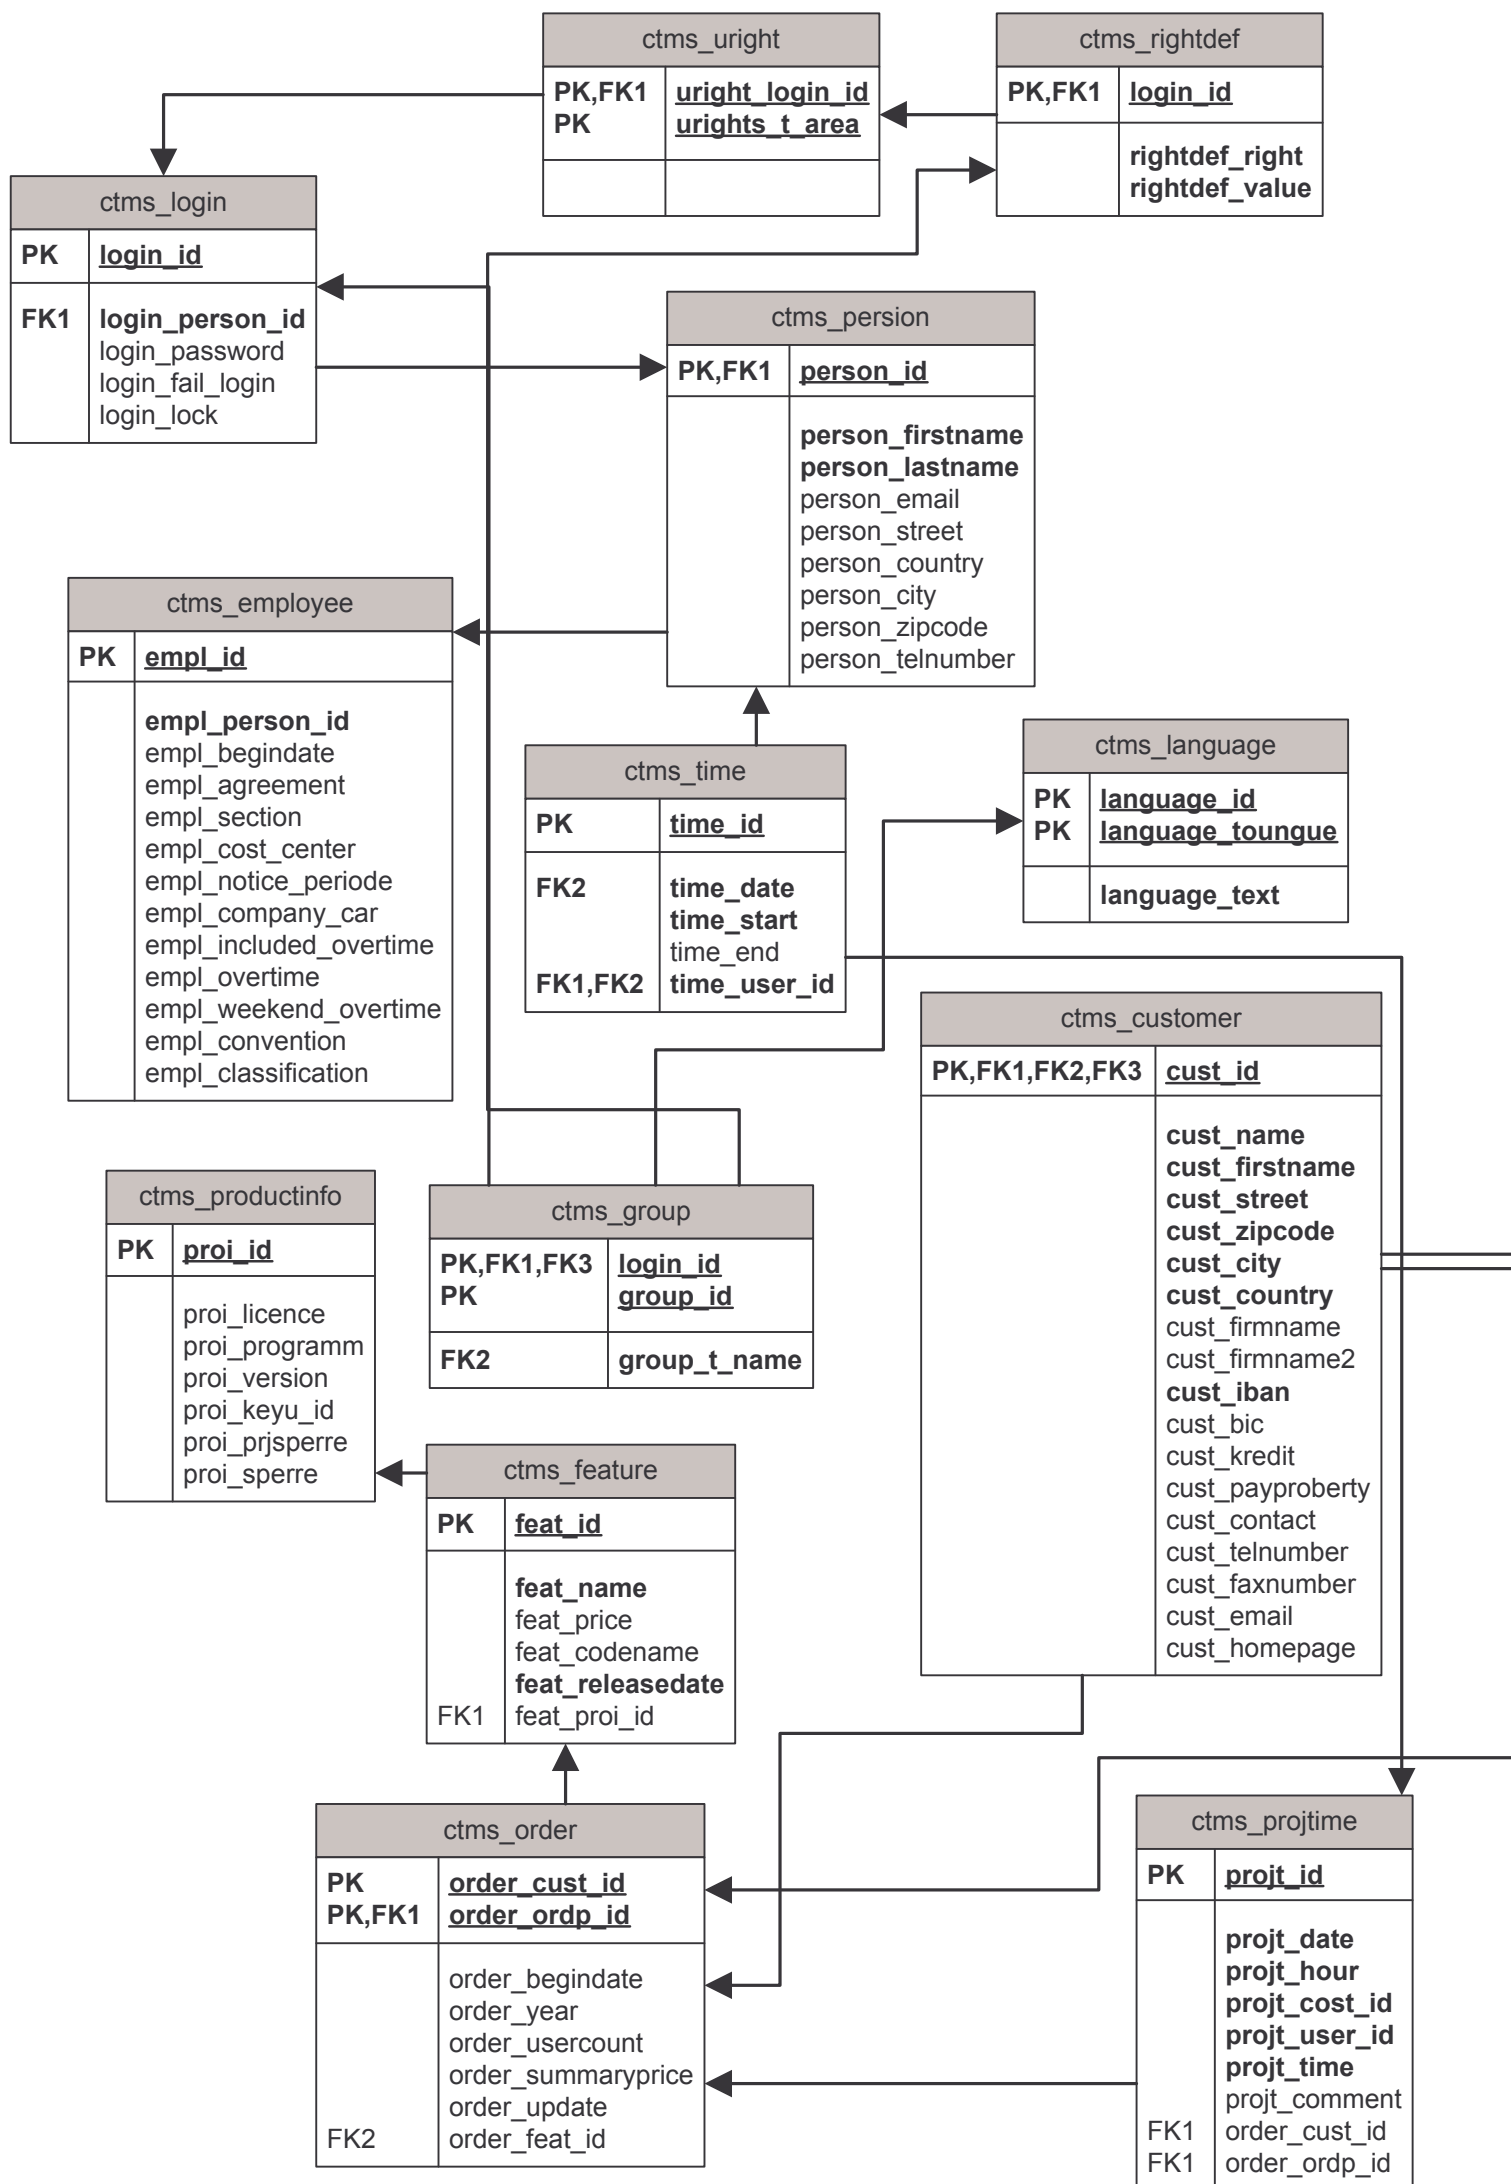 ctms_uright
PK,FK1 uright_login_id
PK urights_t_area
ctms_rightdef
PK,FK1 login_id
rightdef_right
rightdef_value
ctms_login
PK login_id
FK1 login_person_id
login_password
login_fail_login
login_lock
ctms_persion
PK,FK1 person_id
person_firstname
person_lastname
person_email
person_street
person_country
person_city
person_zipcode
person_telnumber
ctms_employee
PK empl_id
empl_person_id
empl_begindate
empl_agreement
empl_section
empl_cost_center
empl_notice_periode
empl_company_car
empl_included_overtime
empl_overtime
empl_weekend_overtime
empl_convention
empl_classification
ctms_time
PK time_id
FK2 time_date
time_start
time_end
FK1,FK2 time_user_id
ctms_language
PK language_id
PK language_toungue
language_text
ctms_customer
PK,FK1,FK2,FK3 cust_id
cust_name
cust_firstname
cust_street
cust_zipcode
cust_city
cust_country
cust_firmname
cust_firmname2
cust_iban
cust_bic
cust_kredit
cust_payproberty
cust_contact
cust_telnumber
cust_faxnumber
cust_email
cust_homepage
ctms_productinfo
PK proi_id
proi_licence
proi_programm
proi_version
proi_keyu_id
proi_prjsperre
proi_sperre
ctms_group
PK,FK1,FK3 login_id
PK group_id
FK2 group_t_name
ctms_feature
PK feat_id
feat_name
feat_price
feat_codename
feat_releasedate
FK1 feat_proi_id
ctms_order
PK order_cust_id
PK,FK1 order_ordp_id
order_begindate
order_year
order_usercount
order_summaryprice
order_update
FK2 order_feat_id
ctms_projtime
PK projt_id
projt_date
projt_hour
projt_cost_id
projt_user_id
projt_time
projt_comment
FK1 order_cust_id
FK1 order_ordp_id